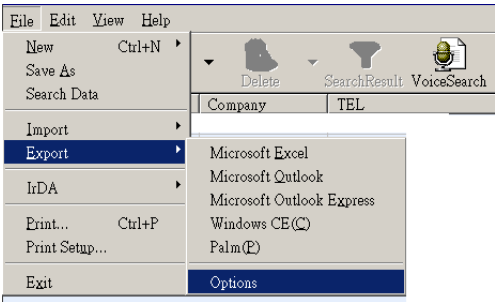 File Edit View Help
New Ctrl+N
Save As
Search Data
Import
Export
IrDA
Print... Ctrl+P
Print Setup...
Exit
Delete SearchResult VoiceSearch
Company TEL
Microsoft Excel
Microsoft Outlook
Microsoft Outlook Express
Windows CE(C)
Palm(P)
Options